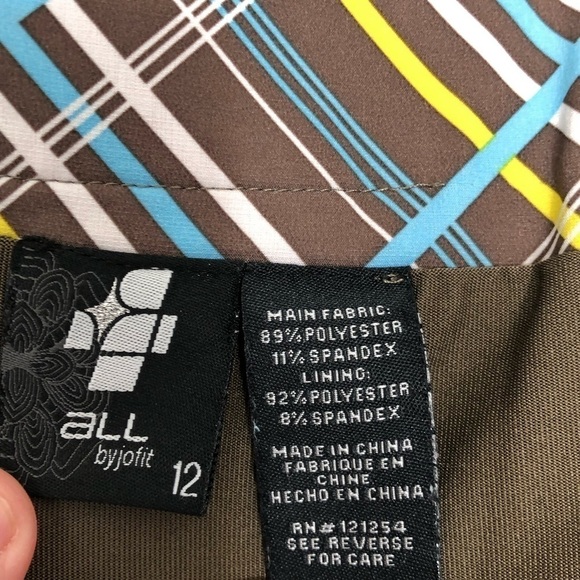 aLL
byjofit
12
MAIN FABRIC:
89% POLYESTER
11% SPANDEX
LINING:
92% POLYESTER
8% SPANDEX
MADE IN CHINA
FABRIQUE EN
CHINE
HECHO EN CHINA
RN# 121254
SEE REVERSE
FOR CARE